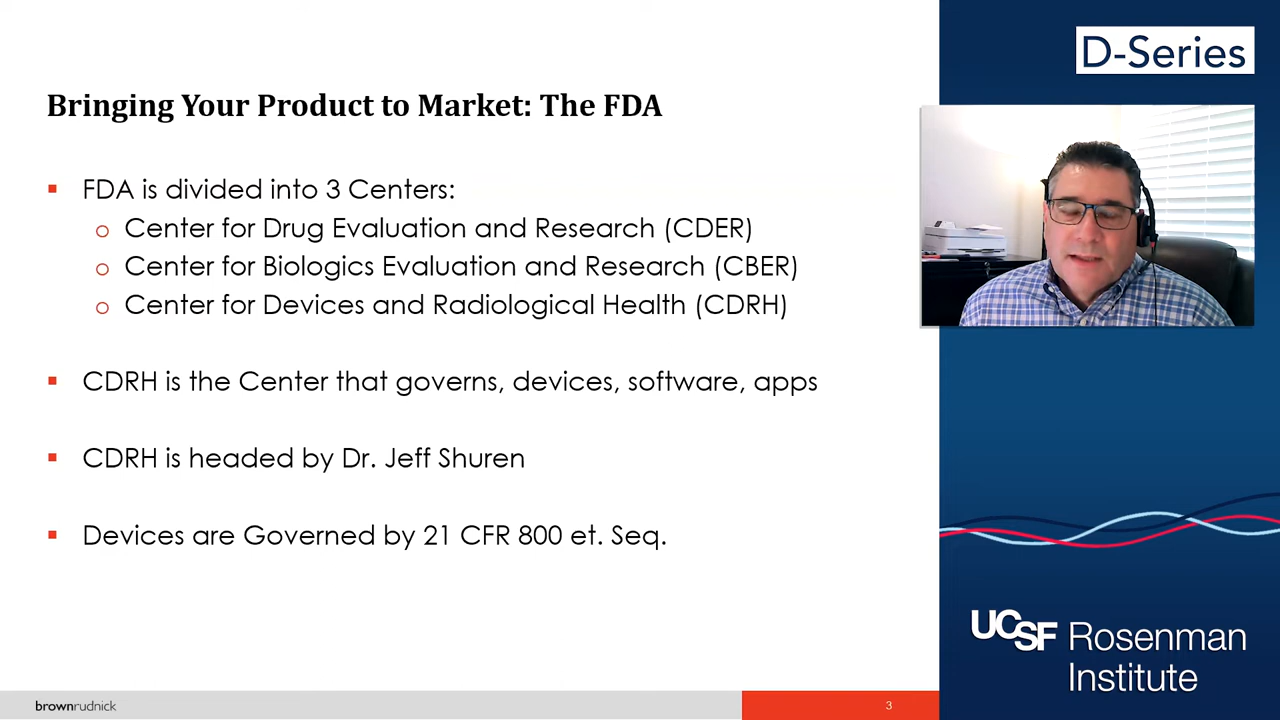 D-Series
Bringing Your Product to Market: The FDA
▪ FDA is divided into 3 Centers:
o Center for Drug Evaluation and Research (CDER)
o Center for Biologics Evaluation and Research (CBER)
o Center for Devices and Radiological Health (CDRH)
▪ CDRH is the Center that governs, devices, software, apps
▪ CDRH is headed by Dr. Jeff Shuren
▪ Devices are Governed by 21 CFR 800 et. Seq.
UCSF Rosenman
Institute
brownrudnick
3